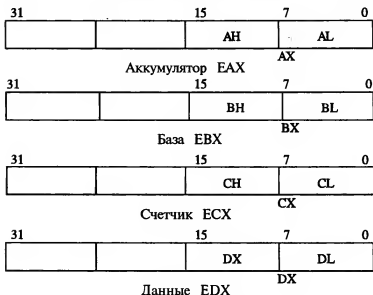 31 15 7 0
AH AL
AX
Аккумулятор EAX
31 15 7 0
BH BL
BX
База EBX
31 15 7 0
CH CL
CX
Счетчик ECX
31 15 7 0
DX DL
DX
Данные EDX